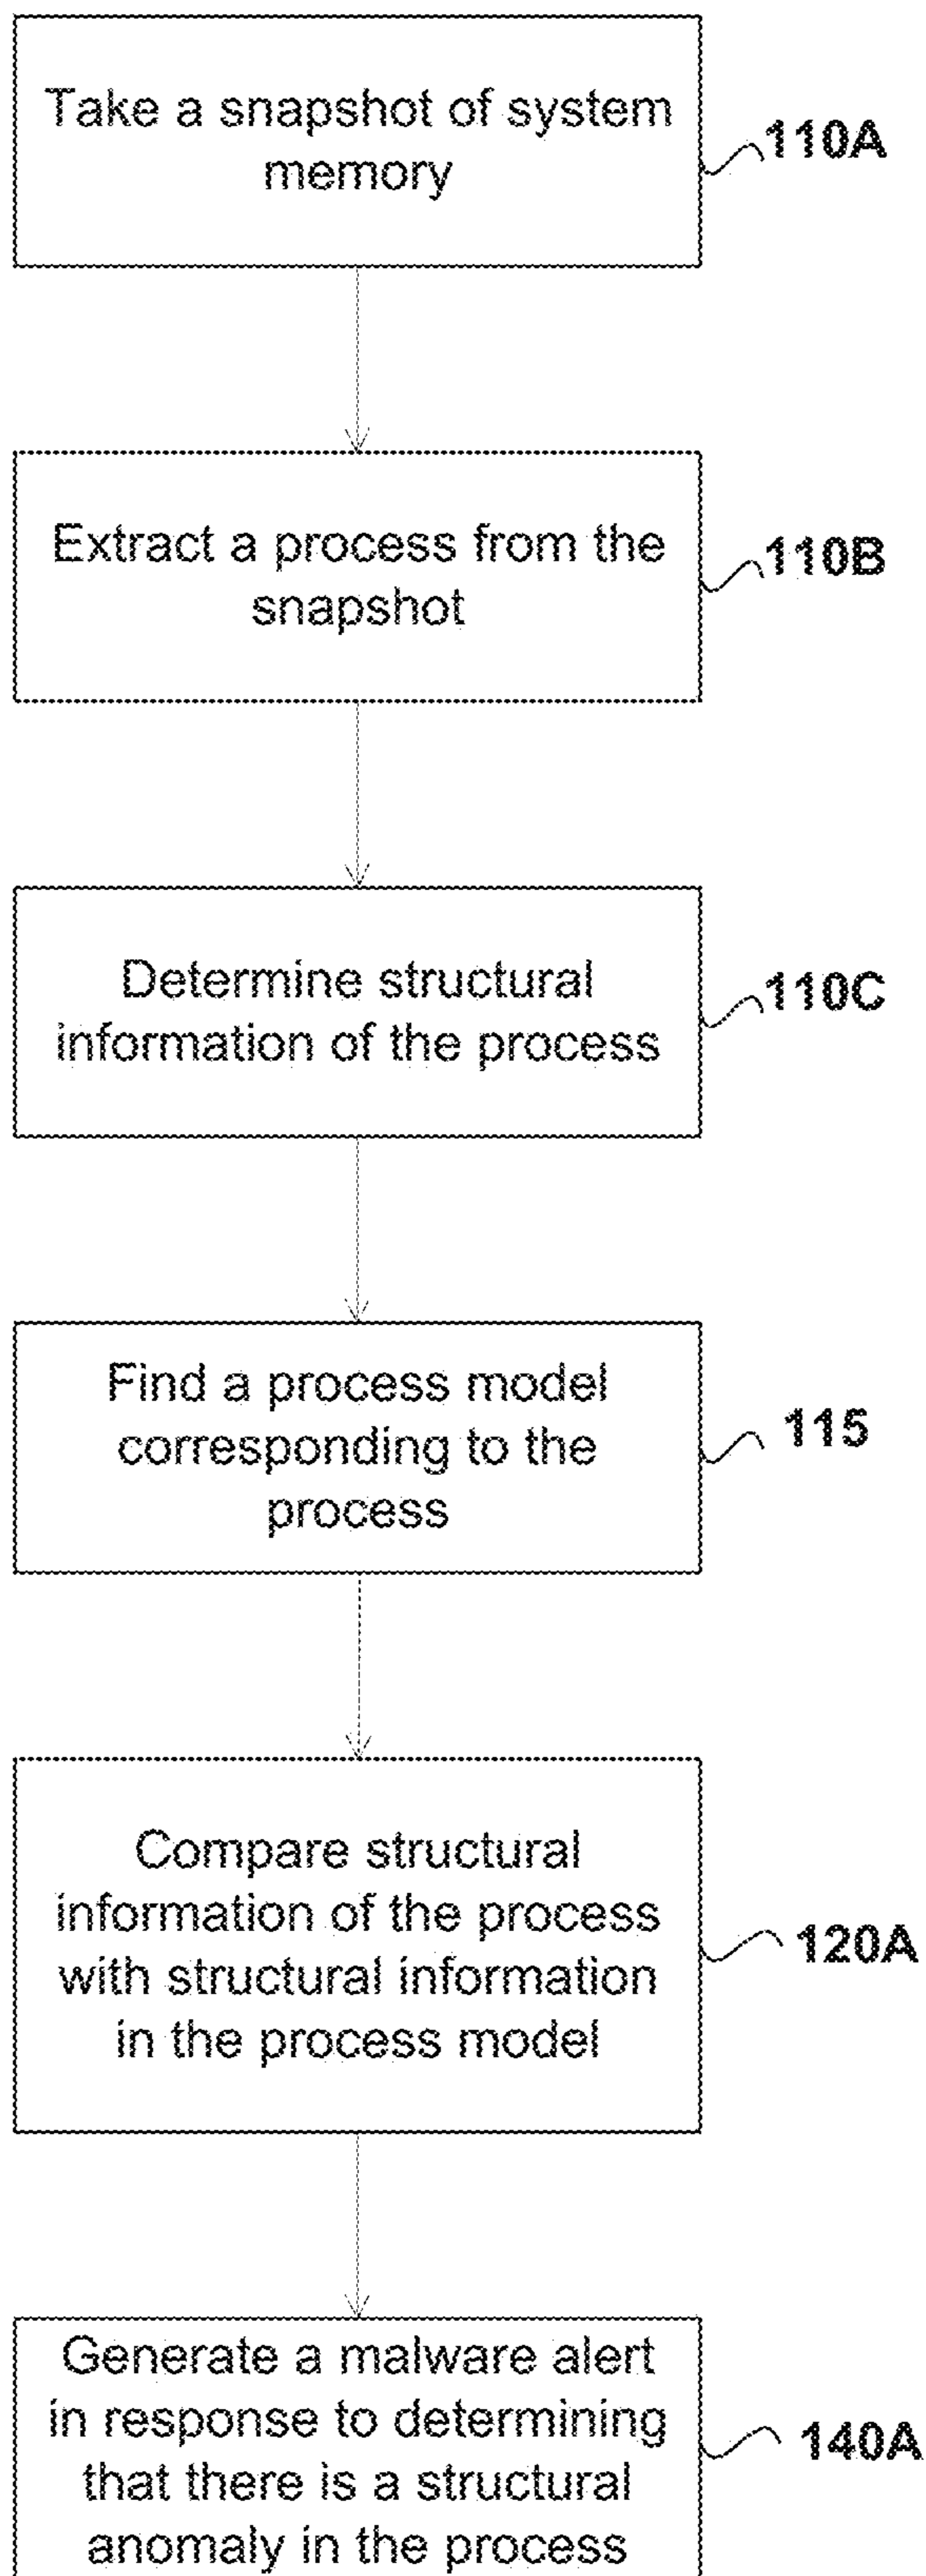 Take a snapshot of system
memory
110A
Extract a process from the
snapshot
110B
Determine structural
information of the process
110C
Find a process model
corresponding to the
process
115
Compare structural
information of the process
with structural information
in the process model
120A
Generate a malware alert
in response to determining
that there is a structural
anomaly in the process
140A